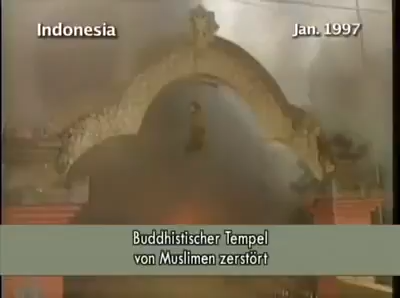 Indonesia
Jan. 1997
Buddhistischer Tempel
von Muslimen zerstört